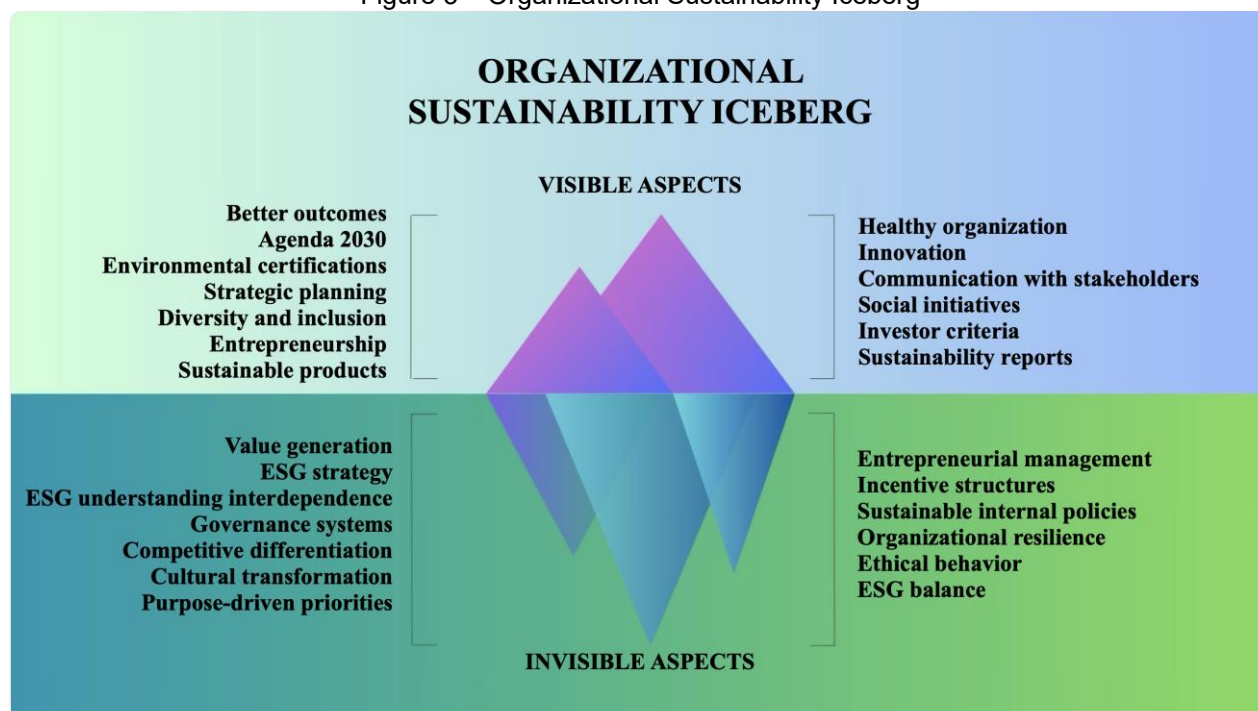 ORGANIZATIONAL
SUSTAINABILITY ICEBERG
VISIBLE ASPECTS
Better outcomes
Agenda 2030
Environmental certifications
Strategic planning
Diversity and inclusion
Entrepreneurship
Sustainable products
Healthy organization
Innovation
Communication with stakeholders
Social initiatives
Investor criteria
Sustainability reports
Value generation
ESG strategy
ESG understanding interdependence
Governance systems
Competitive differentiation
Cultural transformation
Purpose-driven priorities
Entrepreneurial management
Incentive structures
Sustainable internal policies
Organizational resilience
Ethical behavior
ESG balance
INVISIBLE ASPECTS